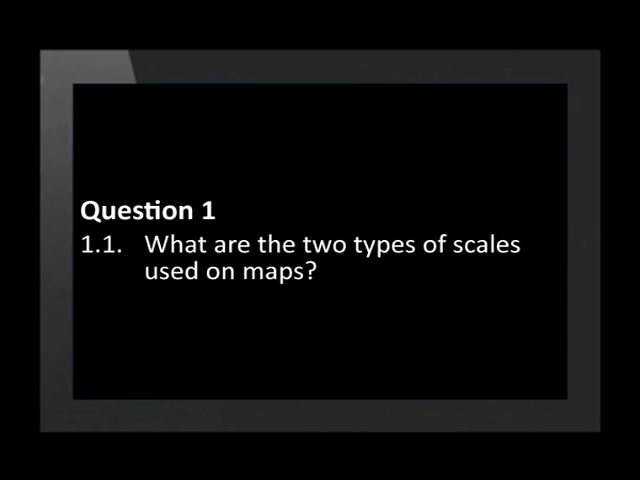 Question 1
1.1. What are the two types of scales
used on maps?